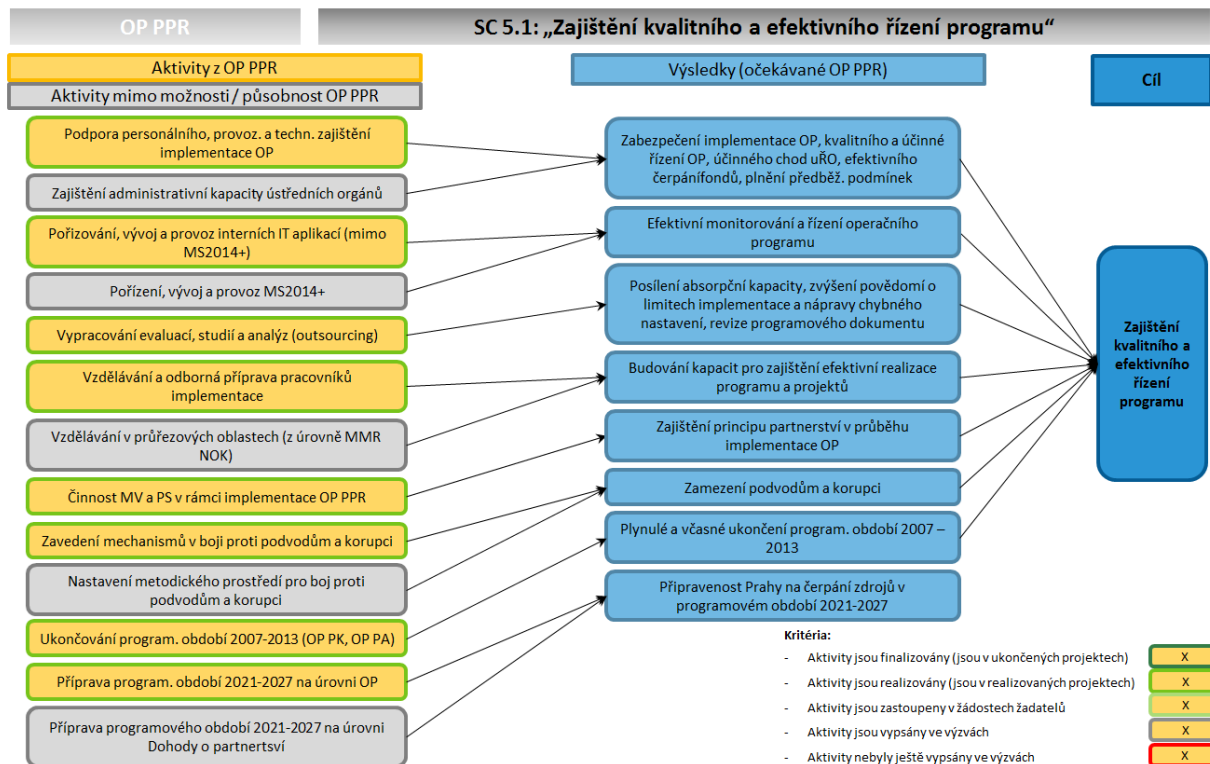 OP PPR
SC 5.1: „Zajištění kvalitního a efektivního řízení programu“
Aktivity z OP PPR
Aktivity mimo možnosti / působnost OP PPR
Výsledky (očekávané OP PPR)
Cíl
Podpora personálního, provoz. a techn. zajištění
implementace OP
Zajištění administrativní kapacity ústředních orgánů
Pořizování, vývoj a provoz interních IT aplikací (mimo
MS2014+)
Pořízení, vývoj a provoz MS2014+
Vypracování evaluací, studií a analýz (outsourcing)
Vzdělávání a odborná příprava pracovníků
implementace
Vzdělávání v průřezových oblastech (z úrovně MMR
NOK)
Činnost MV a PS v rámci implementace OP PPR
Zavedení mechanismů v boji proti podvodům a korupci
Nastavení metodického prostředí pro boj proti
podvodům a korupci
Ukončování program. období 2007-2013 (OP PK, OP PA)
Příprava program. období 2021-2027 na úrovni OP
Příprava programového období 2021-2027 na úrovni
Dohody o partnertsví
Zabezpečení implementace OP, kvalitního a účinné
řízení OP, účinného chod uŘO, efektivního
čerpánífondů, plnění předběž. podmínek
Efektivní monitorování a řízení operačního
programu
Posílení absorpční kapacity, zvýšení povědomí o
limitech implementace a nápravy chybného
nastavení, revize programového dokumentu
Budování kapacit pro zajištění efektivní realizace
programu a projektů
Zajištění principu partnerství v průběhu
implementace OP
Zamezení podvodům a korupci
Plynulé a včasné ukončení program. období 2007 –
2013
Připravenost Prahy na čerpání zdrojů v
programovém období 2021-2027
Zajištění
kvalitního a
efektivního
řízení
programu
Kritéria:
- Aktivity jsou finalizovány (jsou v ukončených projektech) X
- Aktivity jsou realizovány (jsou v realizovaných projektech) X
- Aktivity jsou zastoupeny v žádostech žadatelů X
- Aktivity jsou vypsány ve výzvách X
- Aktivity nebyly ještě vypsány ve výzvách X